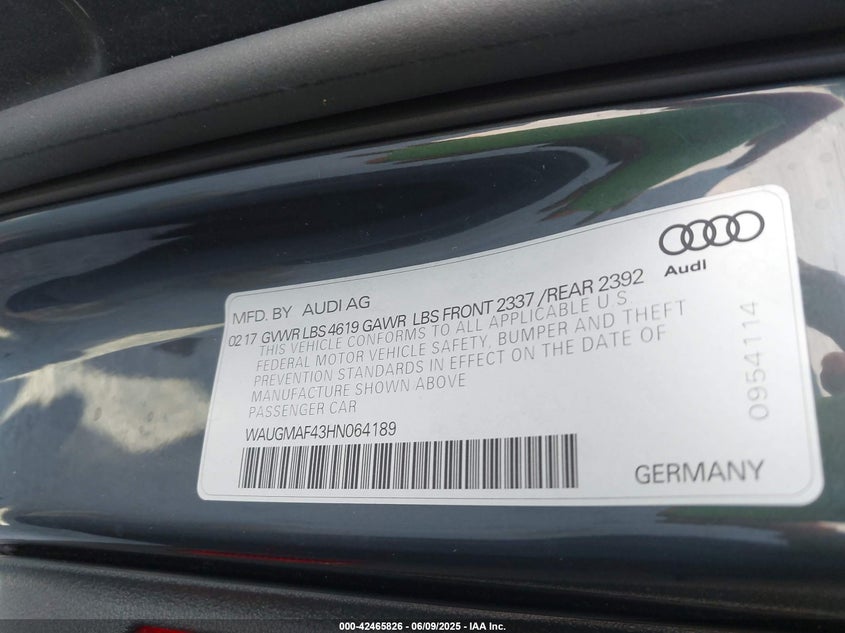 Audi
MFD. BY AUDI AG
02 17 GVWR LBS 4619 GAWR LBS FRONT 2337 /REAR 2392
THIS VEHICLE CONFORMS TO ALL APPLICABLE U S
FEDERAL MOTOR VEHICLE SAFETY, BUMPER AND THEFT
PREVENTION STANDARDS IN EFFECT ON THE DATE OF
MANUFACTURE SHOWN ABOVE
PASSENGER CAR
WAUGMAF43HN064189
GERMANY
0954114
000-42465826 - 06/09/2025 - IAA Inc.